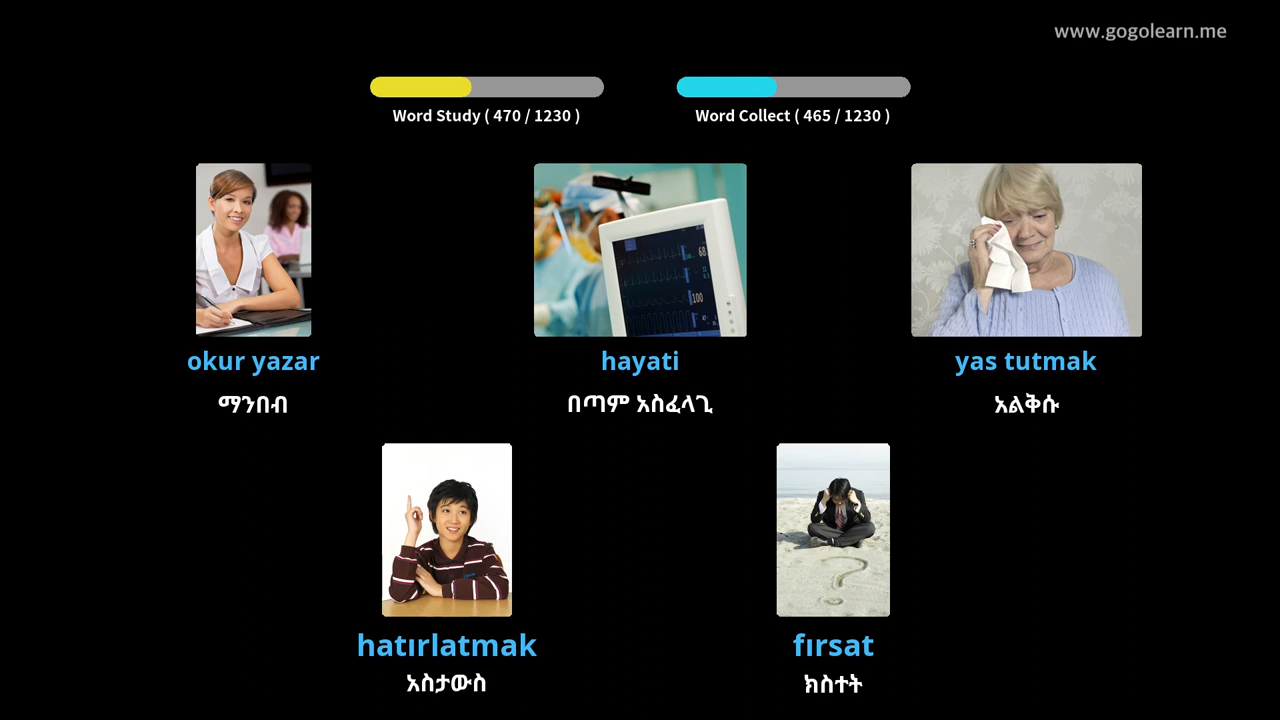 www.gogolearn.me
Word Study ( 470 / 1230 )
Word Collect ( 465 / 1230 )
okur yazar
hayati
yas tutmak
ማንበብ
በጣም አስፈላጊ
አልቅሱ
hatırlatmak
fırsat
አስታውስ
ክስተት